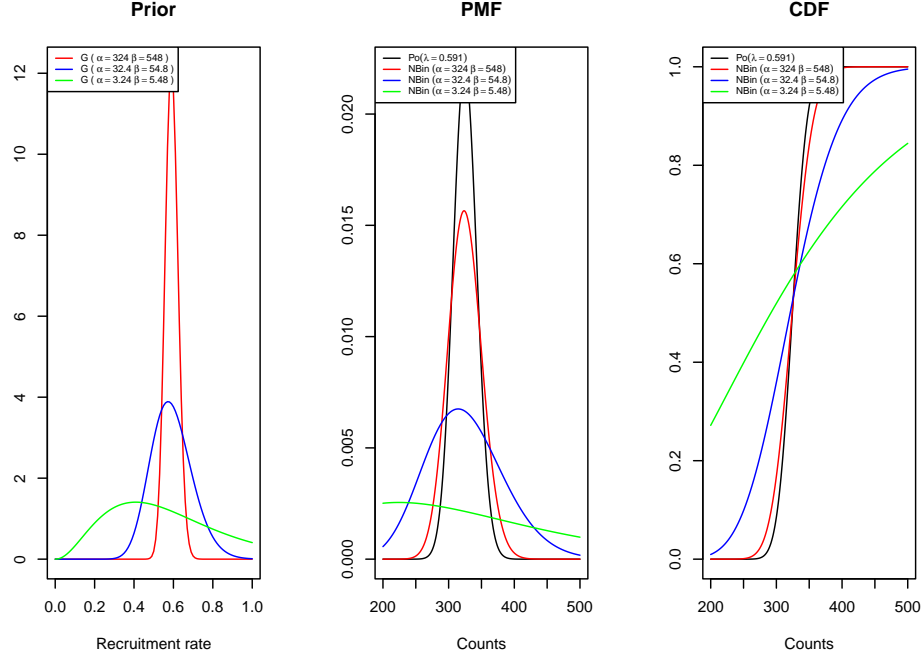 Prior
G ( α = 324 β = 548)
G ( α = 32.4 β = 54.8)
G ( α = 3.24 β = 5.48)
0
2
4
6
8
10
12
0.0 0.2 0.4 0.6 0.8 1.0
Recruitment rate
PMF
Po(λ = 0.591)
NBin (α = 324 β = 548)
NBin (α = 32.4 β = 54.8)
NBin (α = 3.24 β = 5.48)
0.000
0.005
0.010
0.015
0.020
200 300 400 500
Counts
CDF
Po(λ = 0.591)
NBin (α = 324 β = 548)
NBin (α = 32.4 β = 54.8)
NBin (α = 3.24 β = 5.48)
0.0
0.2
0.4
0.6
0.8
1.0
200 300 400 500
Counts